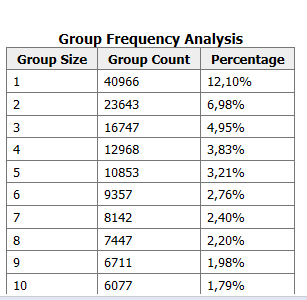 Group Frequency Analysis
Group Size Group Count Percentage
1 40966 12,10%
2 23643 6,98%
3 16747 4,95%
4 12968 3,83%
5 10853 3,21%
6 9357 2,76%
7 8142 2,40%
8 7447 2,20%
9 6711 1,98%
10 6077 1,79%